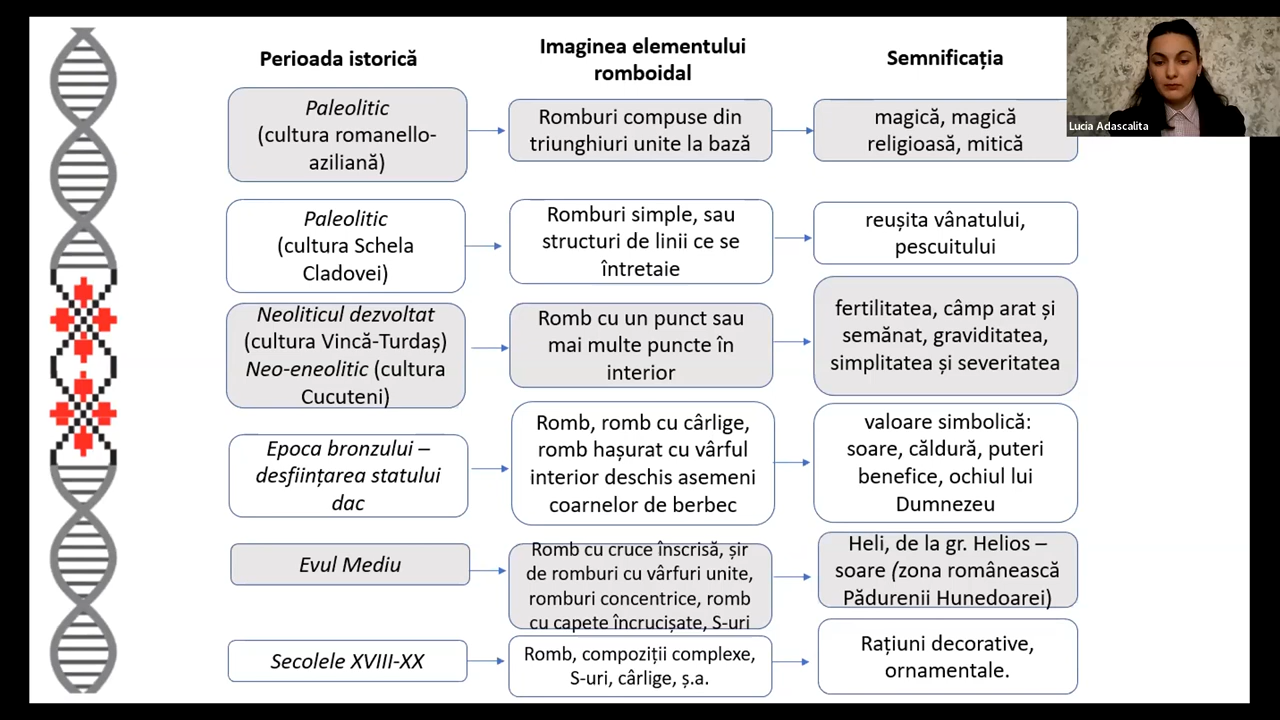 Perioada istorică
Imaginea elementului
romboidal
Semnificația
Lucia Adascalita
Paleolitic
(cultura romanello-
aziliană)
Romburi compuse din
triunghiuri unite la bază
magică, magică
religioasă, mitică
Paleolitic
(cultura Schela
Cladovei)
Romburi simple, sau
structuri de linii ce se
întretaie
reușita vânatului,
pescuitului
Neoliticul dezvoltat
(cultura Vincă-Turdaș)
Neo-eneolitic (cultura
Cucuteni)
Romb cu un punct sau
mai multe puncte în
interior
fertilitatea, câmp arat și
semănat, graviditatea,
simplitatea și severitatea
Epoca bronzului –
desființarea statului
dac
Romb, romb cu cârlige,
romb hașurat cu vârful
interior deschis asemeni
coarnelor de berbec
valoare simbolică:
soare, căldură, puteri
benefice, ochiul lui
Dumnezeu
Evul Mediu
Romb cu cruce înscrisă, șir
de romburi cu vârfuri unite,
romburi concentrice, romb
cu capete încrucișate, S-uri
Heli, de la gr. Helios –
soare (zona românească
Pădurenii Hunedoarei)
Secolele XVIII-XX
Romb, compoziții complexe,
S-uri, cârlige, ș.a.
Rațiuni decorative,
ornamentale.